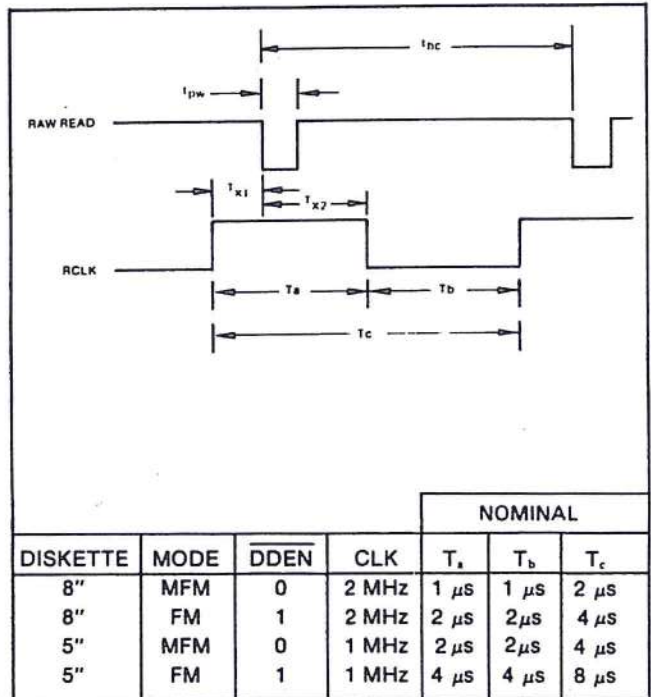 tbc
tpw
RAW READ
Tx1
Tx2
RCLK
Ta
Tb
Tc
NOMINAL
DISKETTE MODE DDEN CLK Ta Tb Tc
8" MFM 0 2 MHz 1 μs 1 μs 2 μs
8" FM 1 2 MHz 2 μs 2μs 4 μs
5" MFM 0 1 MHz 2μs 2μs 4 μs
5" FM 1 1 MHz 4 μs 4 μs 8 μs